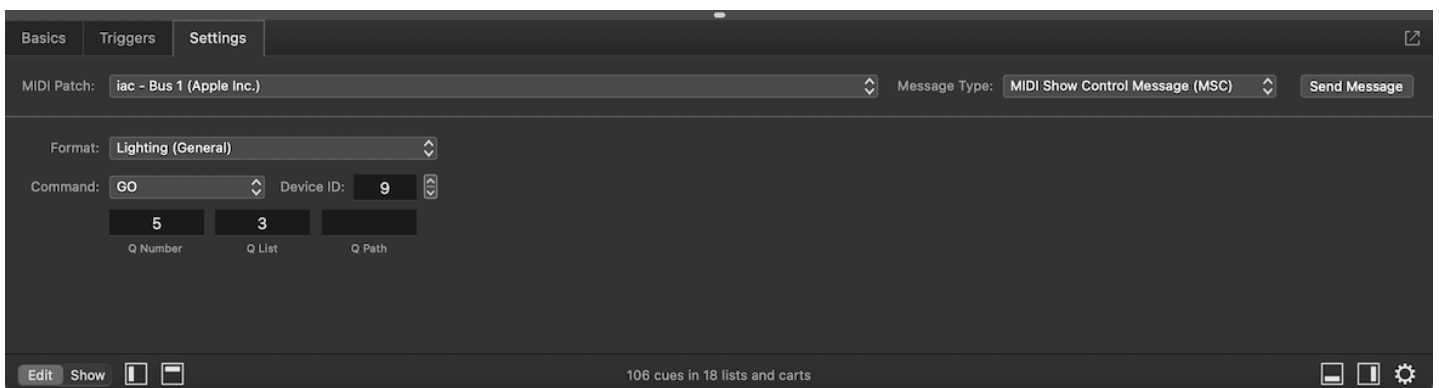 Basics Triggers Settings
MIDI Patch: iac - Bus 1 (Apple Inc.) Message Type: MIDI Show Control Message (MSC) Send Message
Format: Lighting (General)
Command: GO Device ID: 9
5 3
Q Number Q List Q Path
Edit Show 106 cues in 18 lists and carts